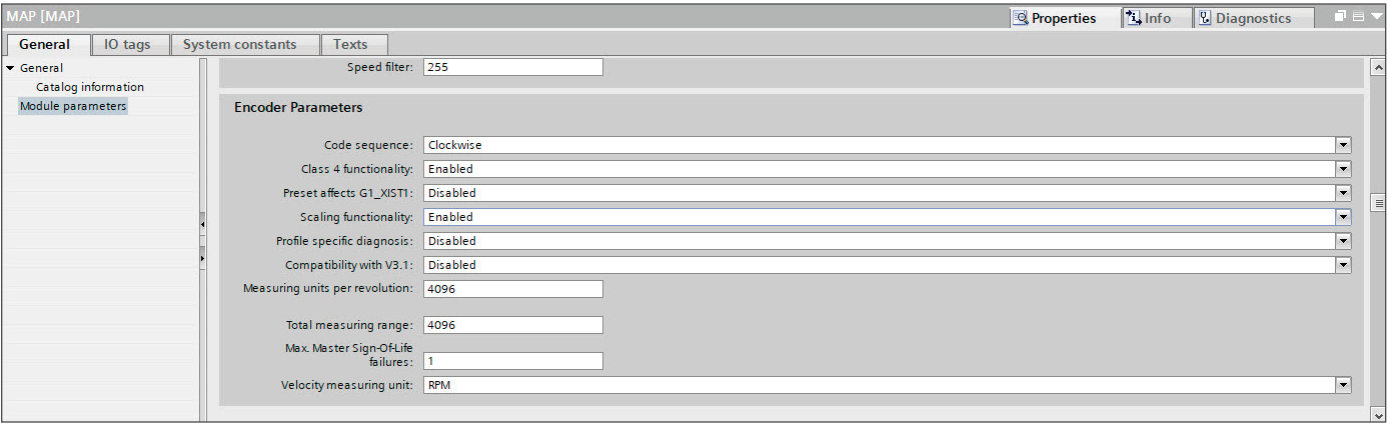 MAP [MAP]
Properties
Info
Diagnostics
General
IO tags
System constants
Texts
General
Catalog information
Module parameters
Speed filter: 255
Encoder Parameters
Code sequence: Clockwise
Class 4 functionality: Enabled
Preset affects G1_XIST1: Disabled
Scaling functionality: Enabled
Profile specific diagnosis: Disabled
Compatibility with V3.1: Disabled
Measuring units per revolution: 4096
Total measuring range: 4096
Max. Master Sign-Of-Life
failures: 1
Velocity measuring unit: RPM